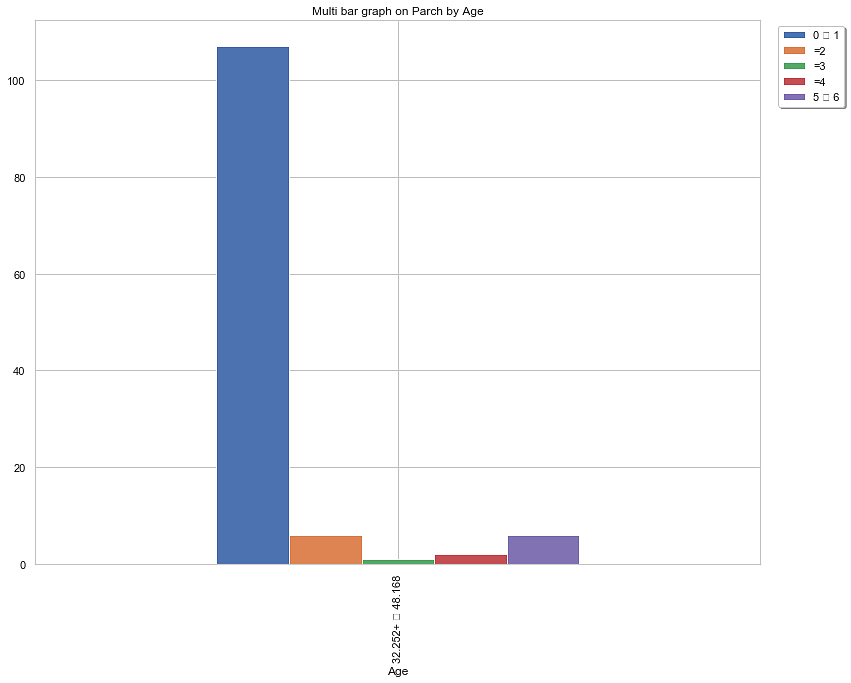 Multi bar graph on Parch by Age
0 □ 1
=2
=3
=4
5 □ 6
100
80
60
40
20
0
32.252+ □ 48.168
Age